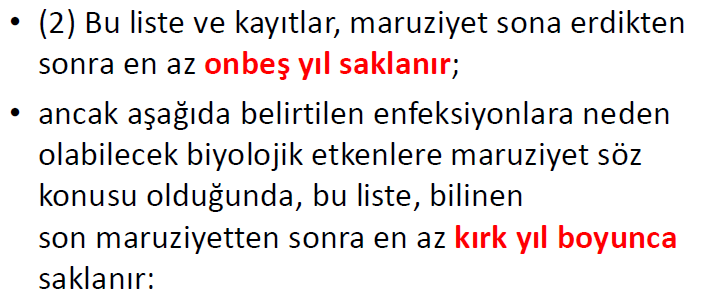 • (2) Bu liste ve kayıtlar, maruziyet sona erdikten
sonra en az onbeş yıl saklanır;
• ancak aşağıda belirtilen enfeksiyonlara neden
olabilecek biyolojik etkenlere maruziyet söz
konusu olduğunda, bu liste, bilinen
son maruziyetten sonra en az kırk yıl boyunca
saklanır: